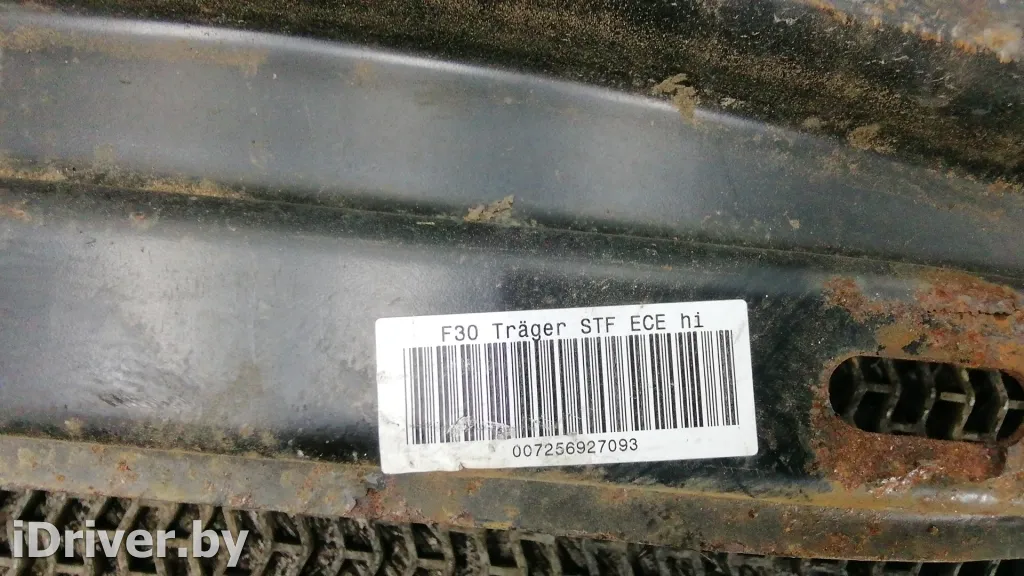 F30 Träger STF ECE hi
007256927093
iDriver.by